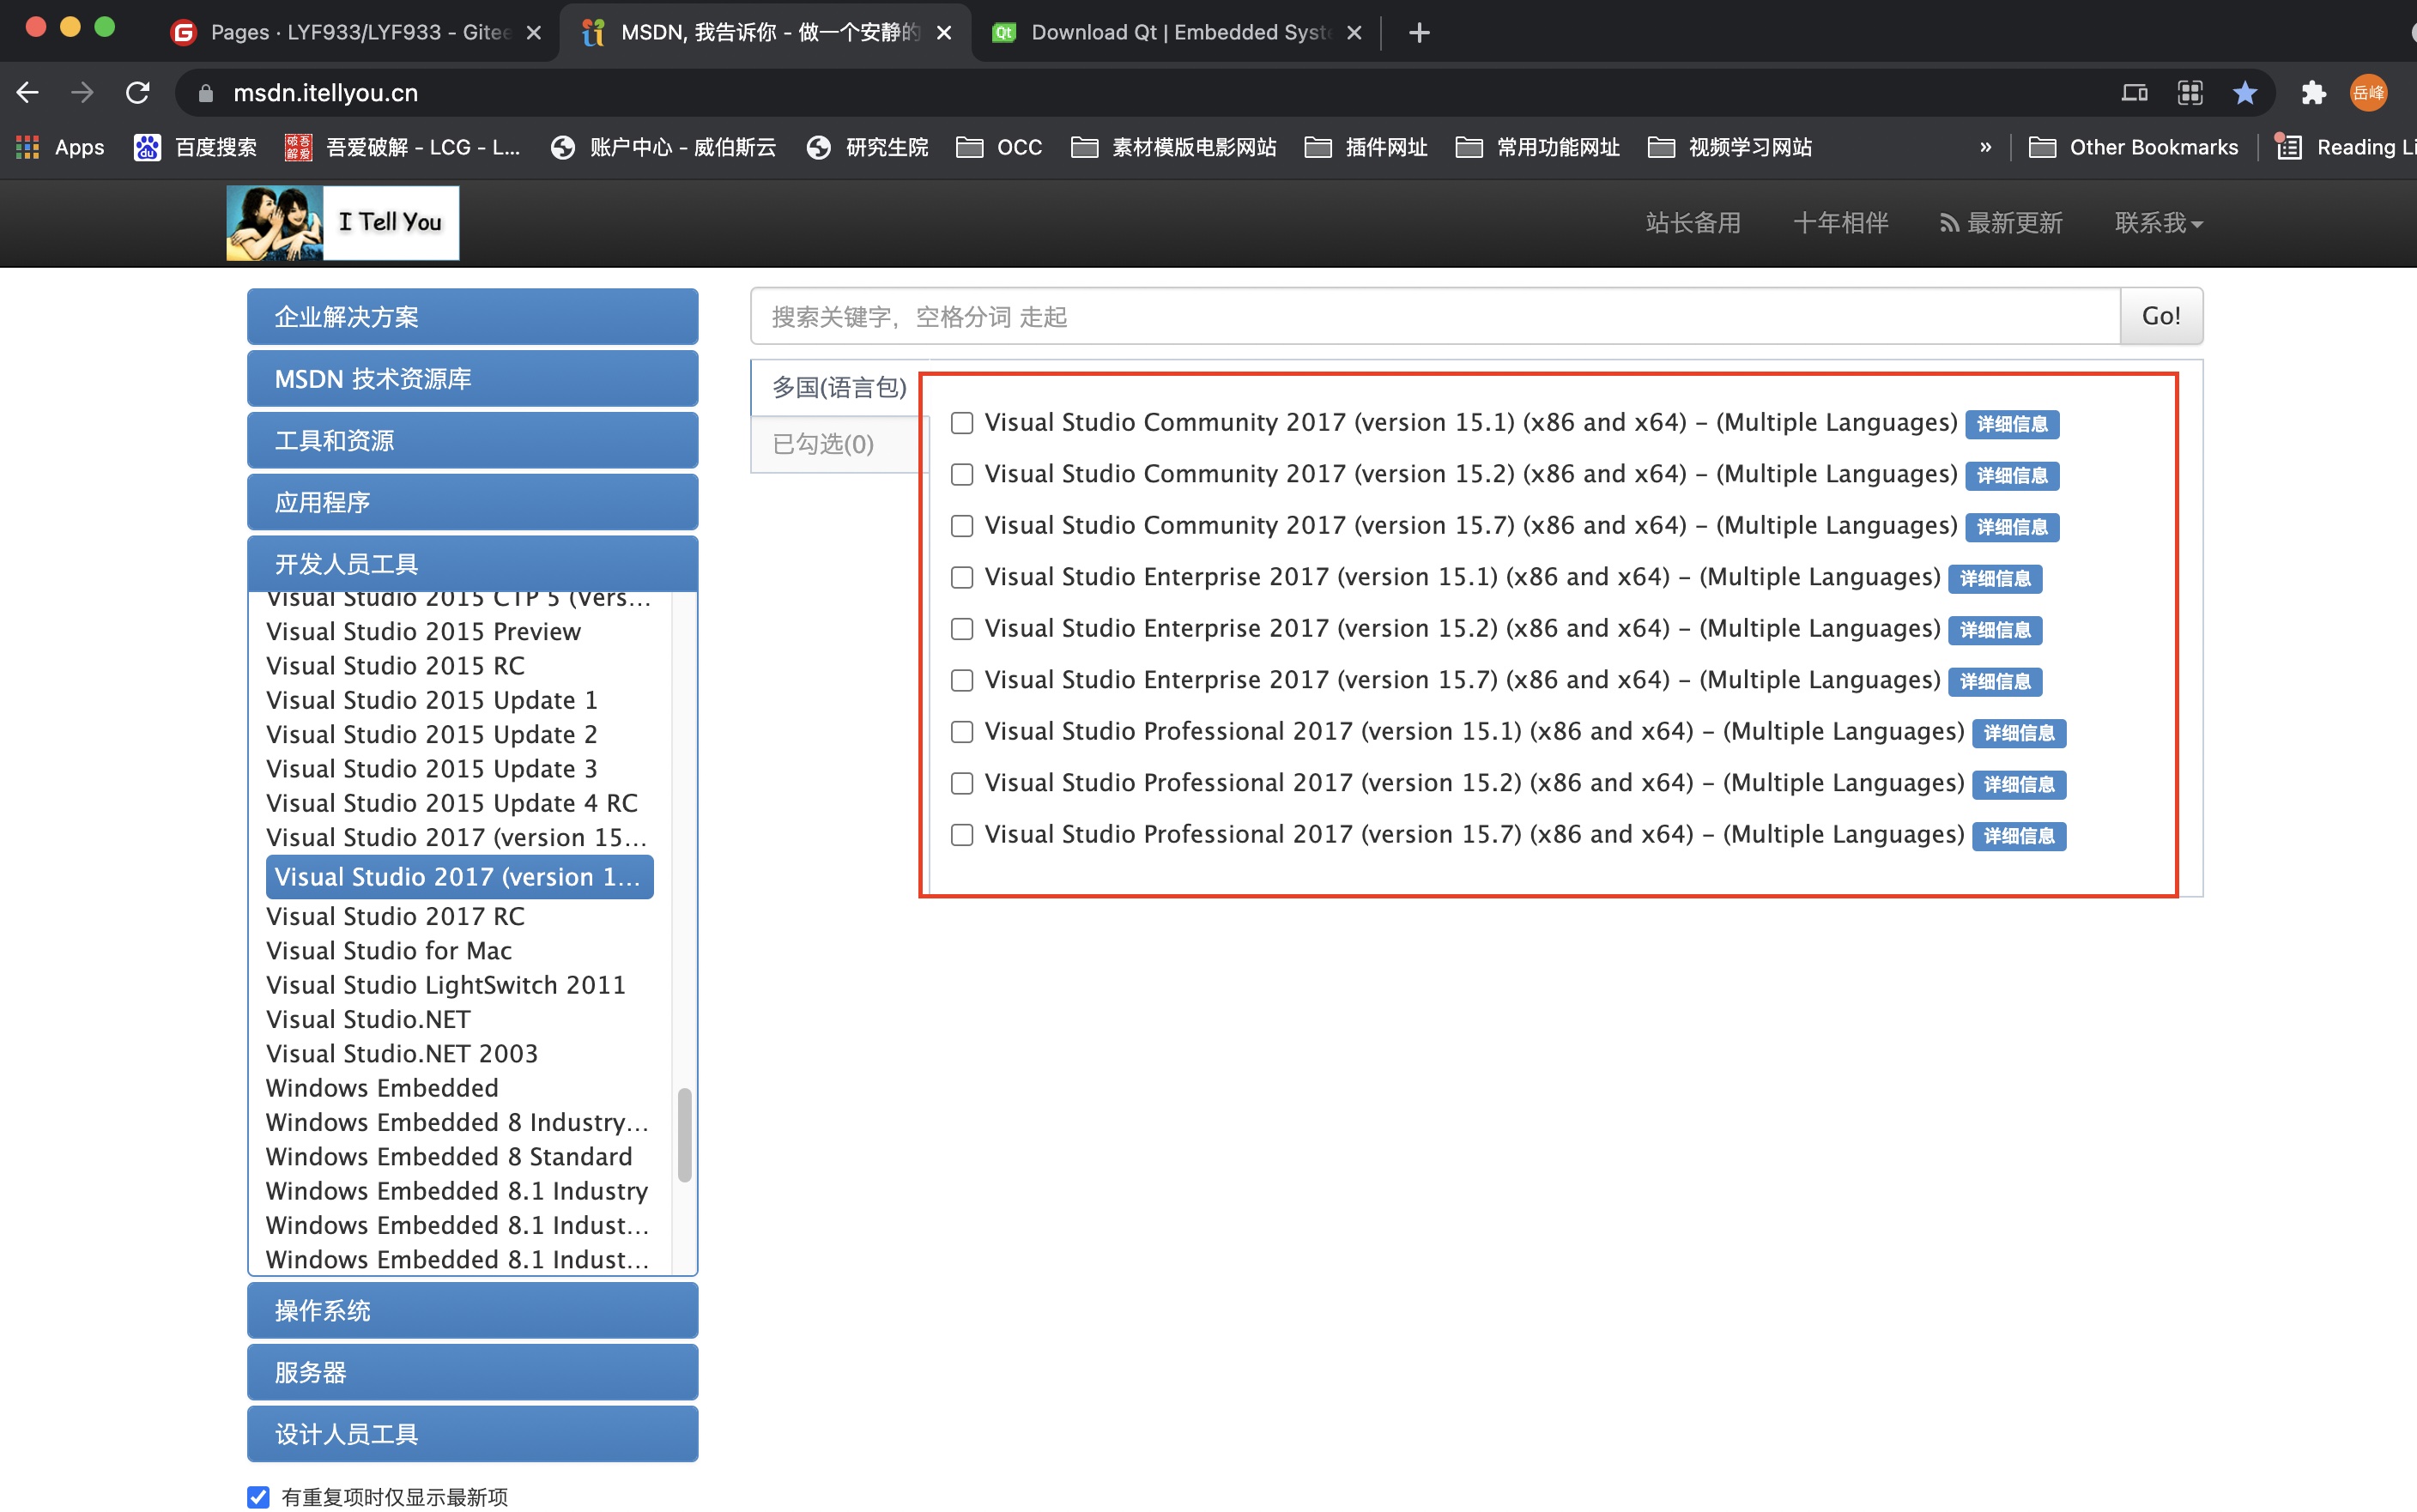 Pages · LYF933/LYF933 - Gitee
MSDN, 我告诉你 - 做一个安静的
Download Qt | Embedded Syste
msdn.itellyou.cn
岳峰
Apps
百度搜索
吾爱破解 - LCG - L...
账户中心 - 威伯斯云
研究生院
OCC
素材模版电影网站
插件网址
常用功能网址
视频学习网站
»
Other Bookmarks
Reading Li
I Tell You
站长备用
十年相伴
最新更新
联系我
企业解决方案
MSDN 技术资源库
工具和资源
应用程序
开发人员工具
Visual Studio 2015 CTP 5 (Vers...
Visual Studio 2015 Preview
Visual Studio 2015 RC
Visual Studio 2015 Update 1
Visual Studio 2015 Update 2
Visual Studio 2015 Update 3
Visual Studio 2015 Update 4 RC
Visual Studio 2017 (version 15...
Visual Studio 2017 (version 1...
Visual Studio 2017 RC
Visual Studio for Mac
Visual Studio LightSwitch 2011
Visual Studio.NET
Visual Studio.NET 2003
Windows Embedded
Windows Embedded 8 Industry...
Windows Embedded 8 Standard
Windows Embedded 8.1 Industry
Windows Embedded 8.1 Indust...
Windows Embedded 8.1 Indust...
操作系统
服务器
设计人员工具
有重复项时仅显示最新项
搜索关键字，空格分词 走起
Go!
多国(语言包)
已勾选(0)
Visual Studio Community 2017 (version 15.1) (x86 and x64) - (Multiple Languages) 详细信息
Visual Studio Community 2017 (version 15.2) (x86 and x64) - (Multiple Languages) 详细信息
Visual Studio Community 2017 (version 15.7) (x86 and x64) - (Multiple Languages) 详细信息
Visual Studio Enterprise 2017 (version 15.1) (x86 and x64) - (Multiple Languages) 详细信息
Visual Studio Enterprise 2017 (version 15.2) (x86 and x64) - (Multiple Languages) 详细信息
Visual Studio Enterprise 2017 (version 15.7) (x86 and x64) - (Multiple Languages) 详细信息
Visual Studio Professional 2017 (version 15.1) (x86 and x64) - (Multiple Languages) 详细信息
Visual Studio Professional 2017 (version 15.2) (x86 and x64) - (Multiple Languages) 详细信息
Visual Studio Professional 2017 (version 15.7) (x86 and x64) - (Multiple Languages) 详细信息